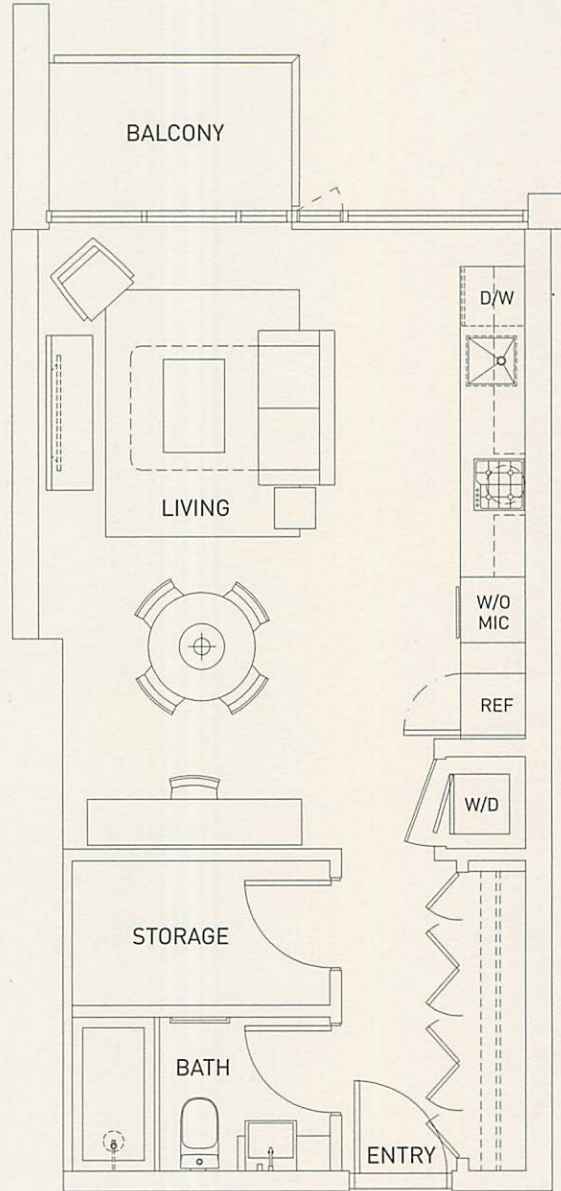 BALCONY
D/W
LIVING
W/O
MIC
REF
W/D
STORAGE
BATH
ENTRY